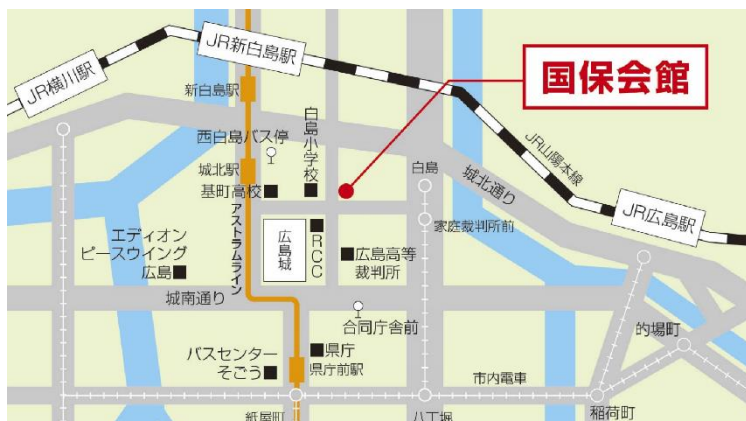 JR新白島駅
国保会館
JR横川駅
新白島駅
西白島バス停
白島小学校
JR山陽本線
城北駅
白島
城北通り
基町高校
JR広島駅
アストラムライン
エディオン
ピースウイング
広島
広島城
RCC
広島高等
裁判所
家庭裁判所前
城南通り
合同庁舎前
的場町
県庁
バスセンター
そごう
県庁前駅
市内電車
紙屋町
八丁堀
稲荷町